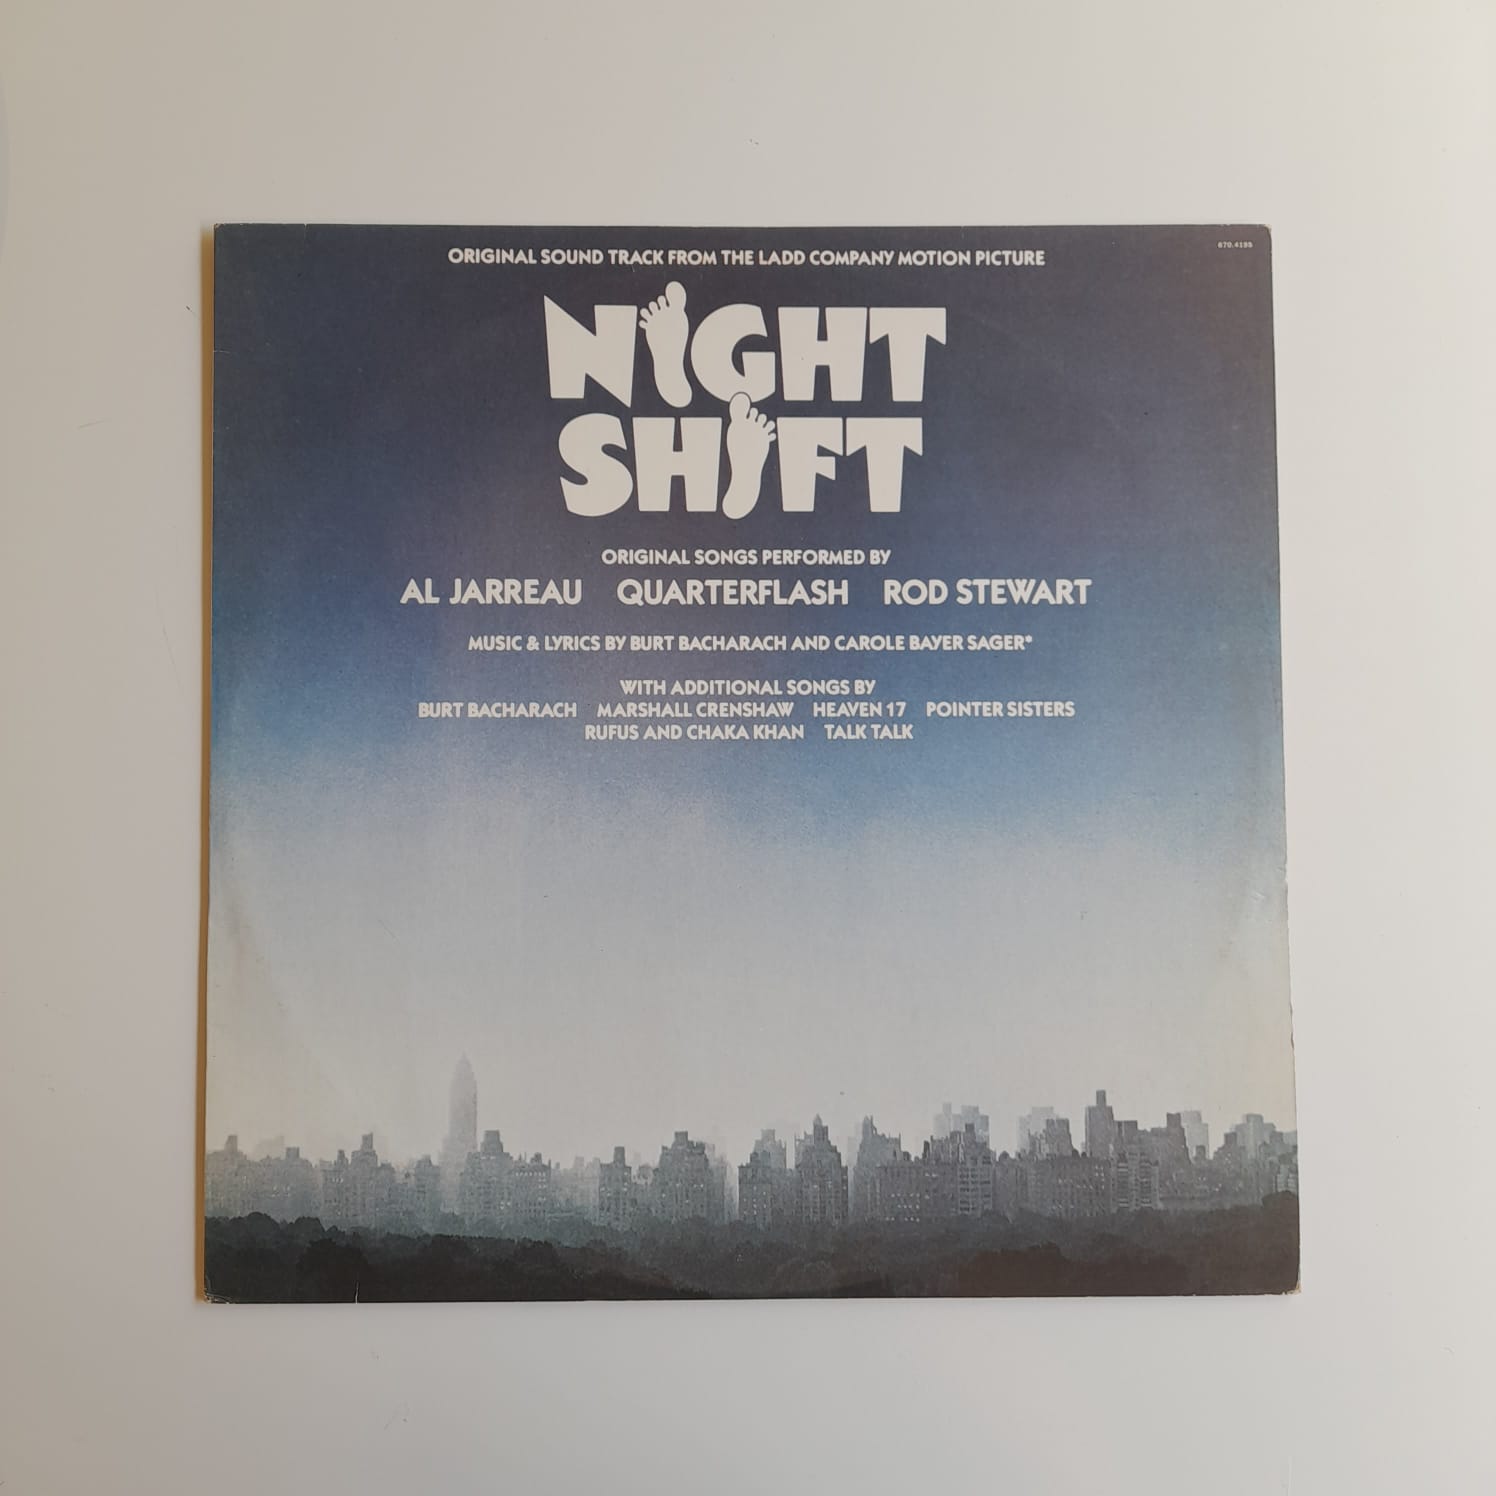 670.4195
ORIGINAL SOUND TRACK FROM THE LADD COMPANY MOTION PICTURE
NIGHT
SHIFT
ORIGINAL SONGS PERFORMED BY
AL JARREAU QUARTERFLASH ROD STEWART
MUSIC & LYRICS BY BURT BACHARACH AND CAROLE BAYER SAGER*
WITH ADDITIONAL SONGS BY
BURT BACHARACH MARSHALL CRENSHAW HEAVEN 17 POINTER SISTERS
RUFUS AND CHAKA KHAN TALK TALK